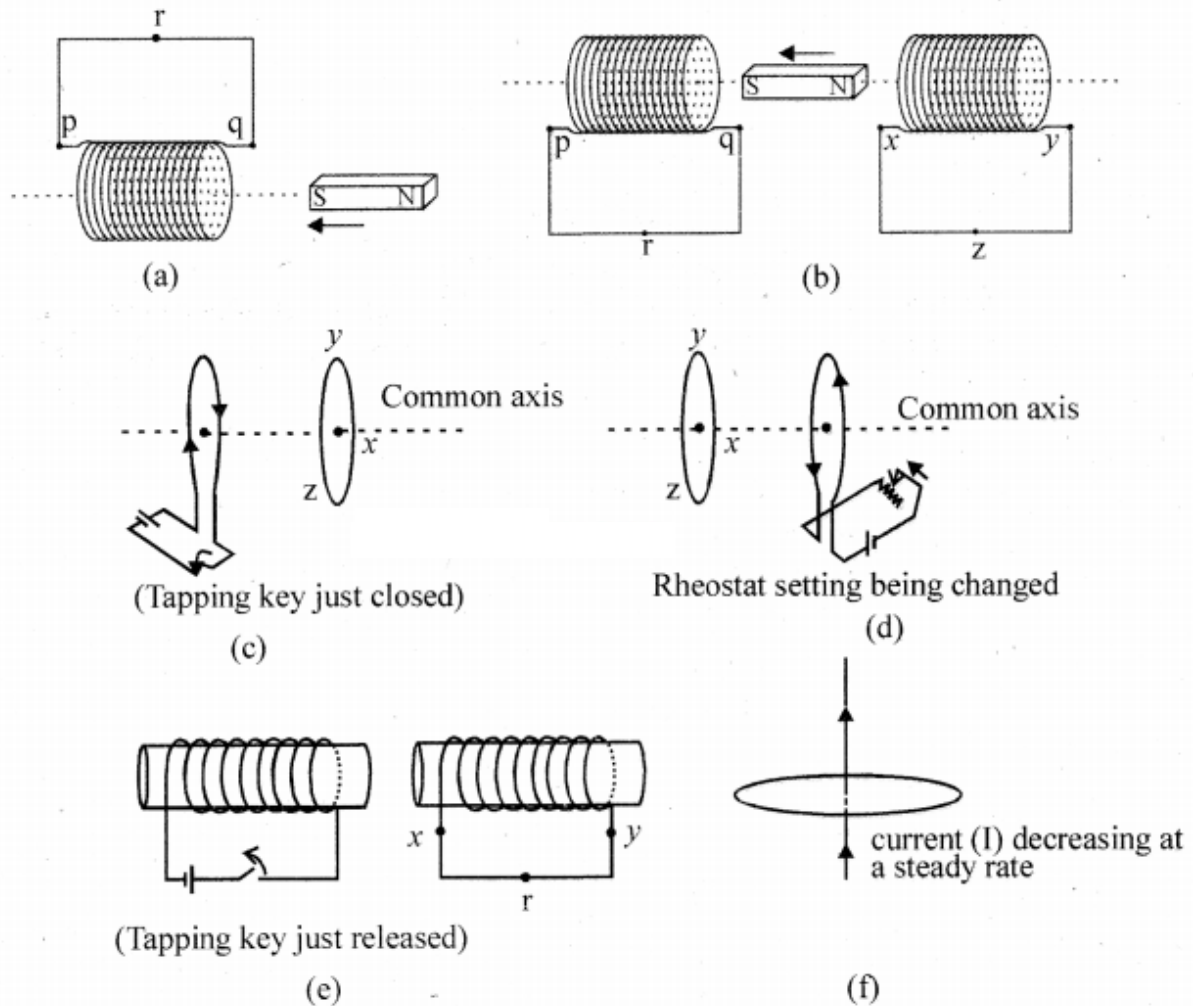 r
p q
S N
(a)
S N
p q x y
r z
(b)
y
Common axis
x
z
(Tapping key just closed)
(c)
y
Common axis
x
z
Rheostat setting being changed
(d)
x y
r
(Tapping key just released)
(e)
current (I) decreasing at
a steady rate
(f)